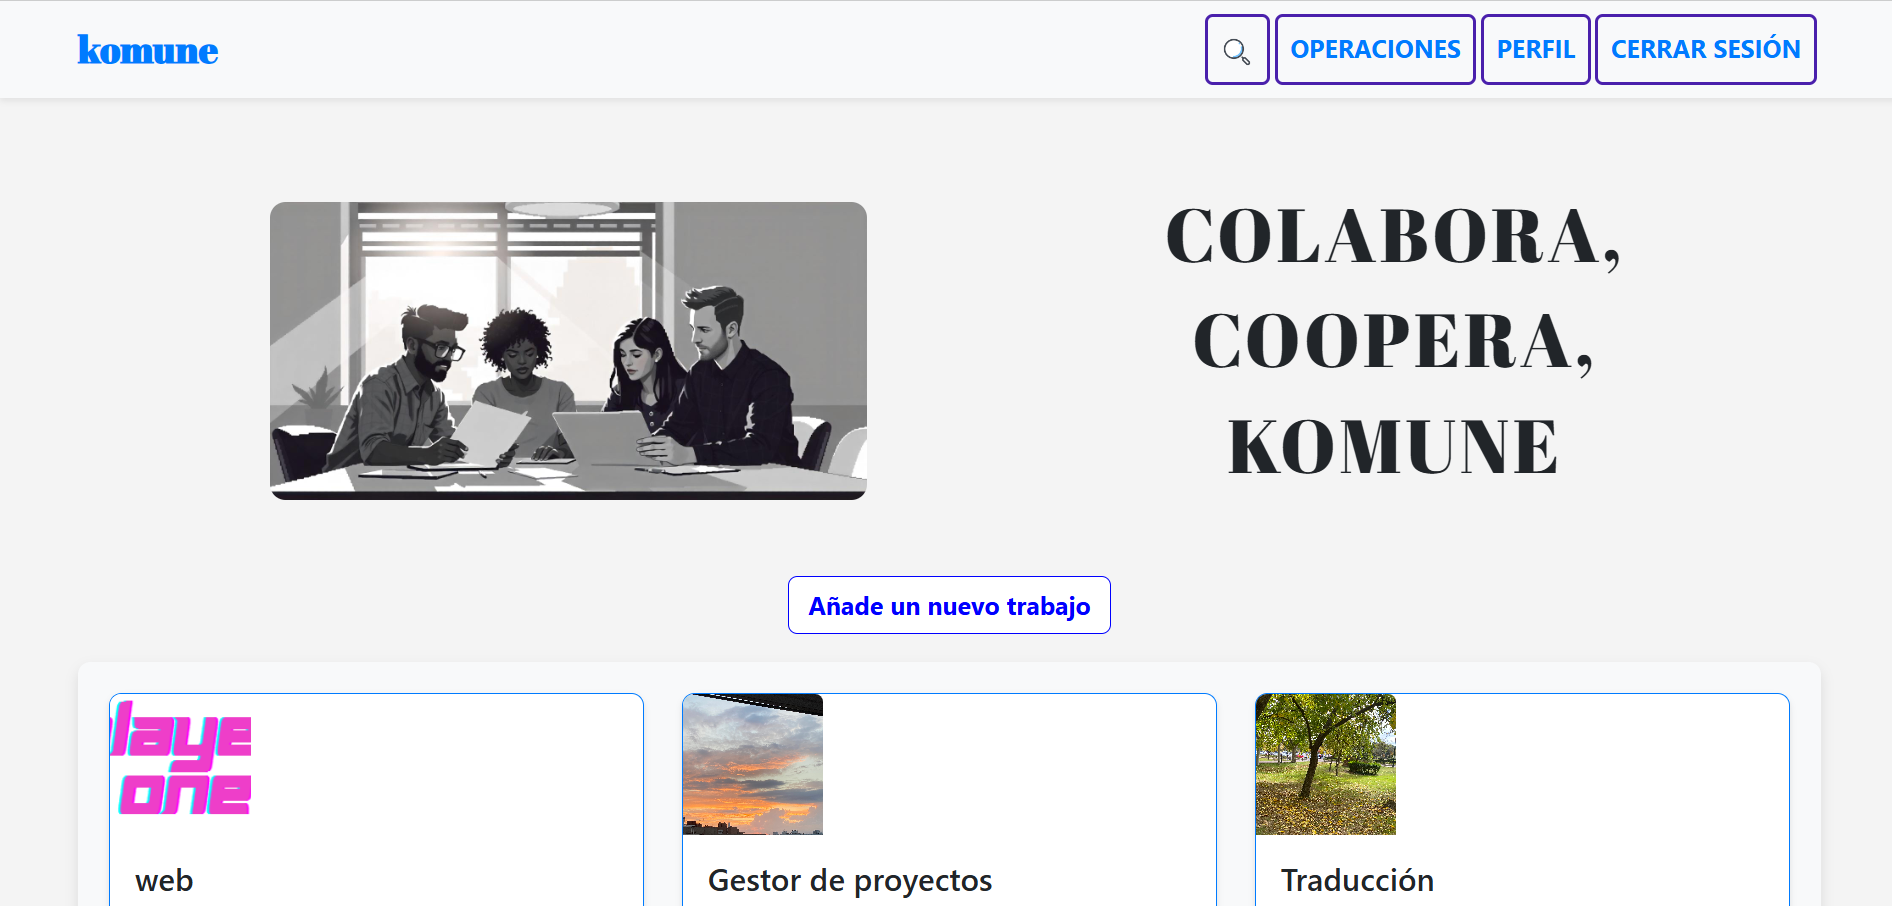 komune
OPERACIONES
PERFIL
CERRAR SESIÓN
COLABORA,
COOPERA,
KOMUNE
Añade un nuevo trabajo
laye
one
web
Gestor de proyectos
Traducción